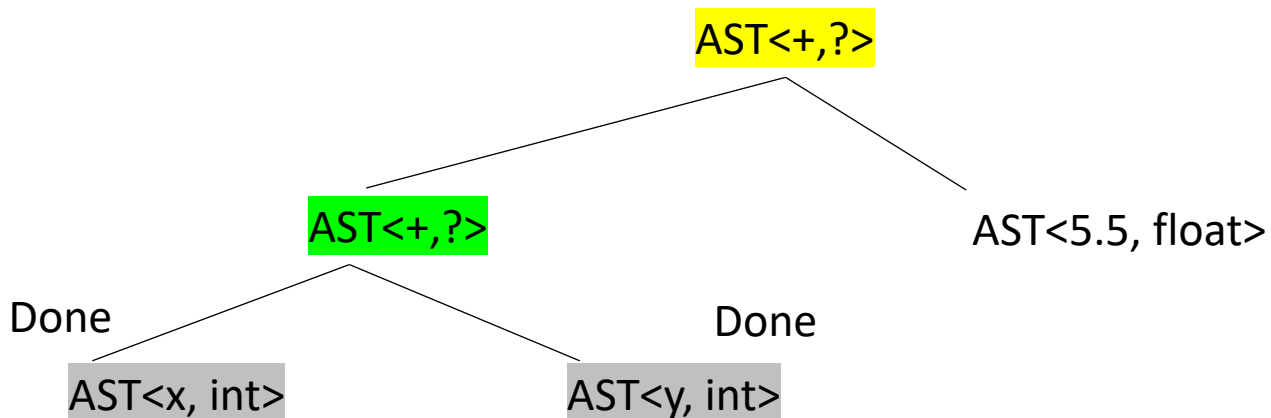 AST<+,?>
AST<+,?>
AST<5.5, float>
Done
Done
AST<x, int>
AST<y, int>